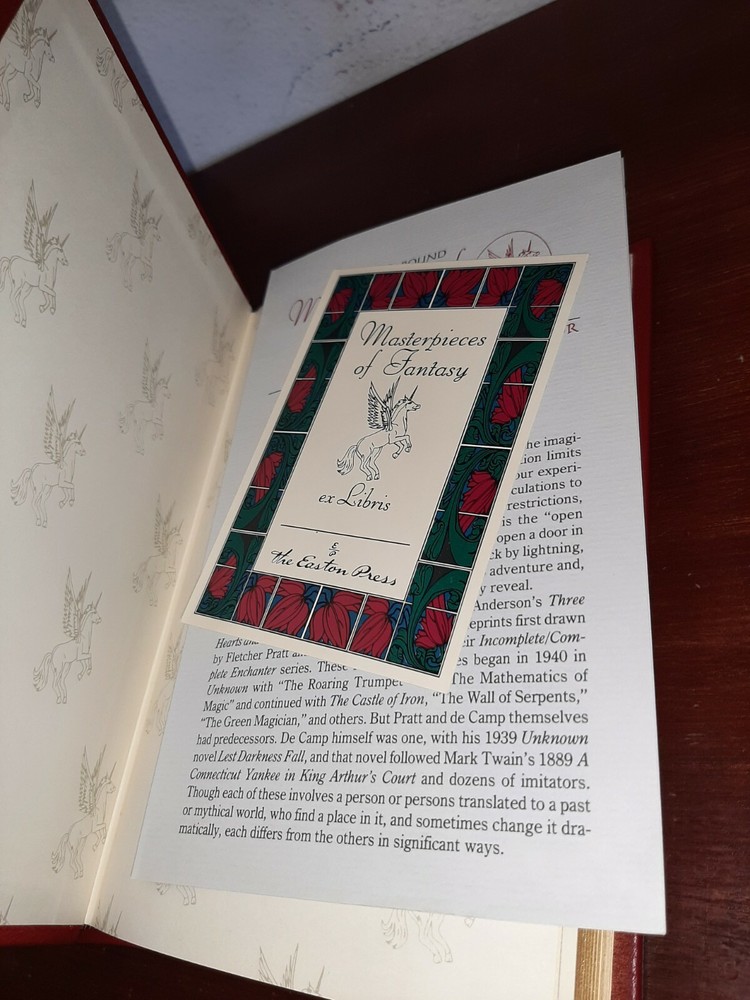 OUND
M
R
Masterpieces
of Fantasy
ex Libris
the Easton Press
he imagi-
ion limits
our experi-
culations to
restrictions,
is the "open
open a door in
ck by lightning,
adventure and,
y reveal.
Anderson's Three
Hearts and eprints first drawn
by Fletcher Pratt and eir Incomplete/Com-
plete Enchanter series. These es began in 1940 in
Unknown with "The Roaring Trumpet The Mathematics of
Magic" and continued with The Castle of Iron, "The Wall of Serpents,"
"The Green Magician," and others. But Pratt and de Camp themselves
had predecessors. De Camp himself was one, with his 1939 Unknown
novel Lest Darkness Fall, and that novel followed Mark Twain's 1889 A
Connecticut Yankee in King Arthur's Court and dozens of imitators.
Though each of these involves a person or persons translated to a past
or mythical world, who find a place in it, and sometimes change it dra-
matically, each differs from the others in significant ways.